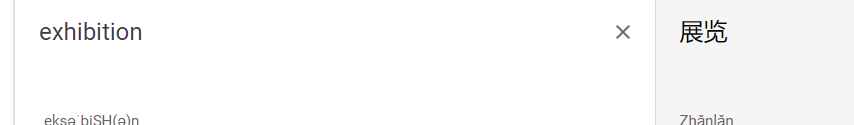 exhibition
展览
ˌeksəˈbiSH(ə)n
Zhǎnlǎn